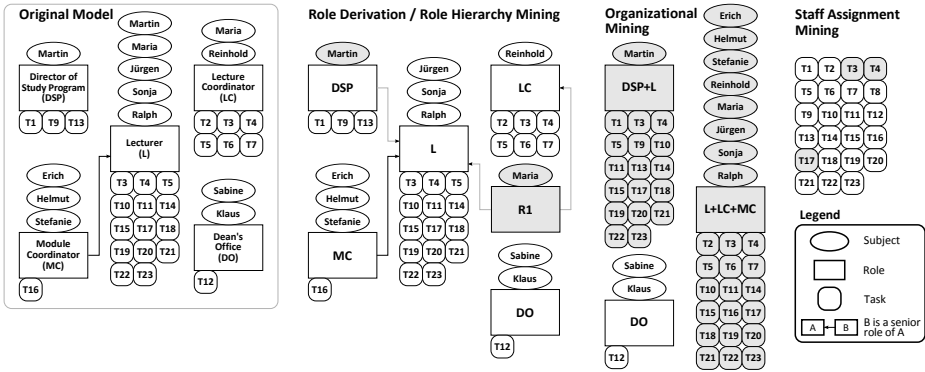 Original Model
Martin
Maria
Jürgen
Sonja
Ralph
Martin
Director of
Study Program
(DSP)
T1 T9 T13
Maria
Reinhold
Lecture
Coordinator
(LC)
T2 T3 T4
T5 T6 T7
Lecturer
(L)
T3 T4 T5
T10 T11 T14
T15 T17 T18
T19 T20 T21
T22 T23
Erich
Helmut
Stefanie
Module
Coordinator
(MC)
T16
Sabine
Klaus
Dean's
Office
(DO)
T12
Role Derivation / Role Hierarchy Mining
Martin
DSP
T1 T9 T13
Jürgen
Sonja
Ralph
L
T3 T4 T5
T10 T11 T14
T15 T17 T18
T19 T20 T21
T22 T23
Reinhold
LC
T2 T3 T4
T5 T6 T7
Erich
Helmut
Stefanie
MC
T16
Maria
R1
Sabine
Klaus
DO
T12
Organizational
Mining
Martin
DSP+L
T1 T3 T4
T5 T9 T10
T11 T13 T14
T15 T17 T18
T19 T20 T21
T22 T23
Sabine
Klaus
DO
T12
Erich
Helmut
Stefanie
Reinhold
Maria
Jürgen
Sonja
Ralph
L+LC+MC
T2 T3 T4
T5 T6 T7
T10 T11 T14
T15 T16 T17
T18 T19 T20
T21 T22 T23
Staff Assignment
Mining
T1 T2 T3 T4
T5 T6 T7 T8
T9 T10 T11 T12
T13 T14 T15 T16
T17 T18 T19 T20
T21 T22 T23
Legend
Subject
Role
Task
A B B is a senior
role of A